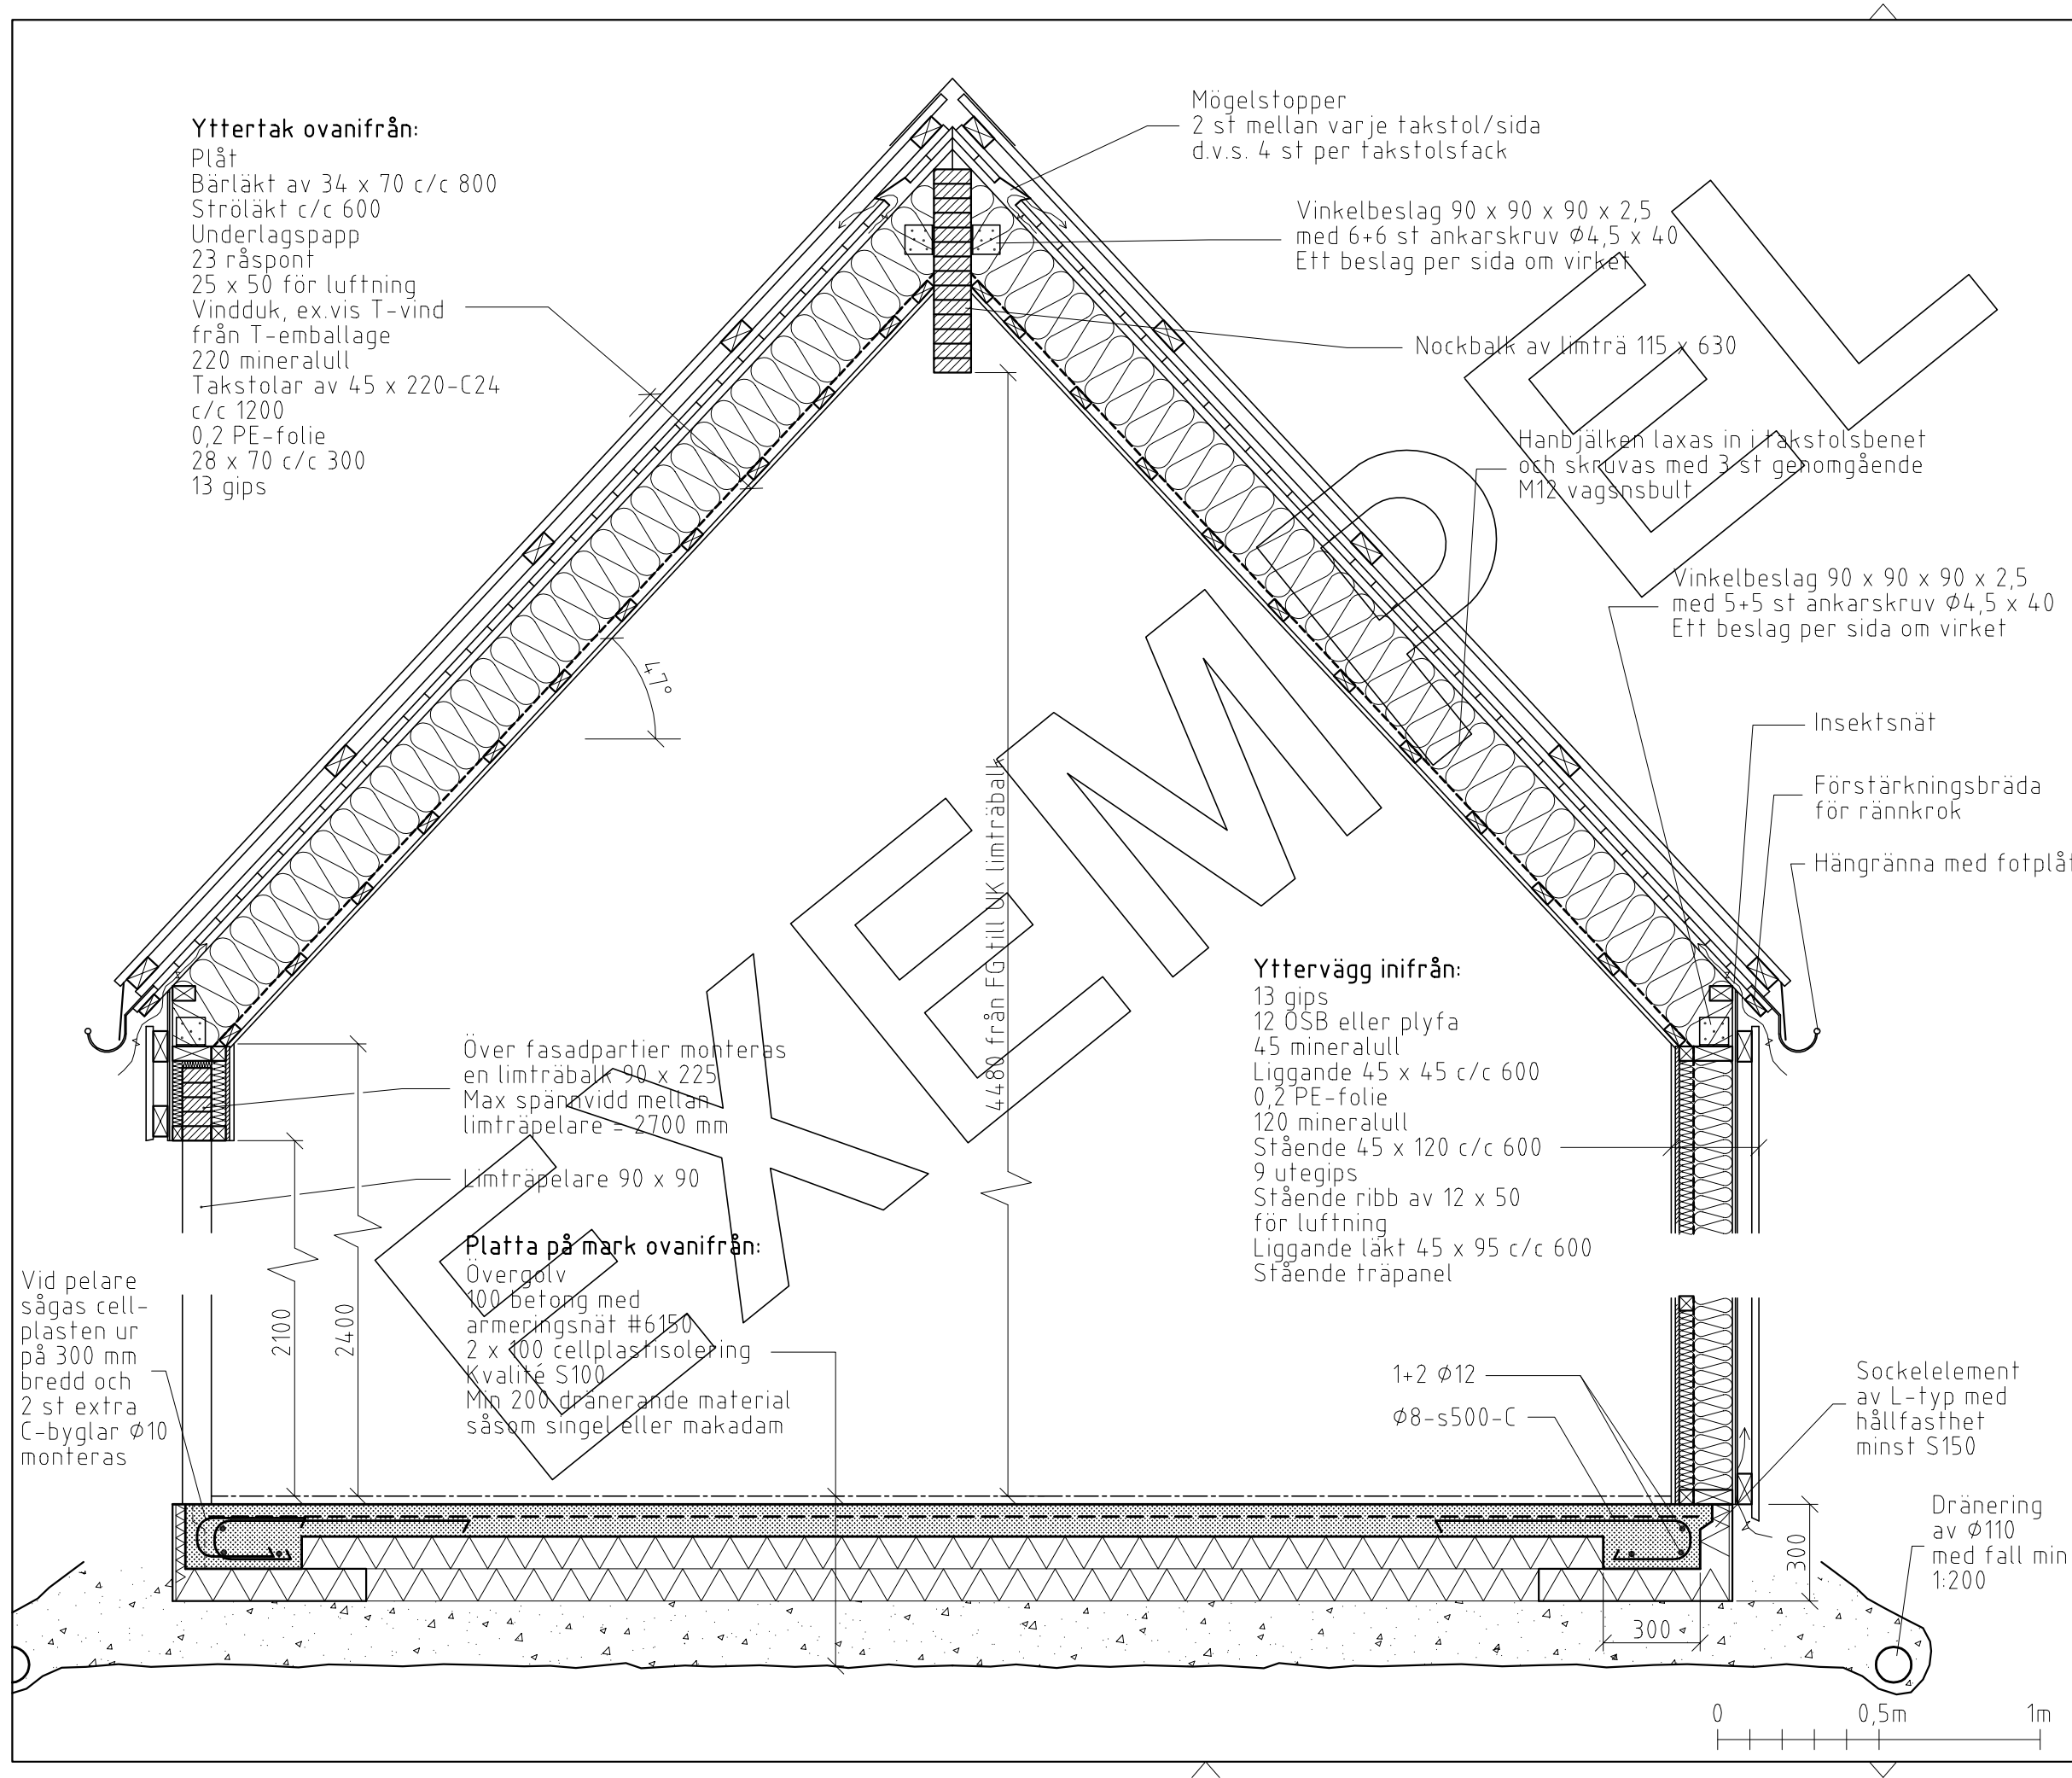 Yttertak ovanifrån:
Plåt
Bärläkt av 34 x 70 c/c 800
Ströläkt c/c 600
Underlagspapp
23 råspont
25 x 50 för luftning
Vindduk, ex.vis T-vind
från T-emballage
220 mineralull
Takstolar av 45 x 220-C24
c/c 1200
0,2 PE-folie
28 x 70 c/c 300
13 gips
Mögelstopper
2 st mellan varje takstol/sida
d.v.s. 4 st per takstolsfack
Vinkelbeslag 90 x 90 x 90 x 2,5
med 6+6 st ankarskruv Ø4,5 x 40
Ett beslag per sida om virket
Nockbalk av limträ 115 x 630
Hanbjälken laxas in i takstolsbenet
och skruvas med 3 st genomgående
M12 vagsnsbult
Vinkelbeslag 90 x 90 x 90 x 2,5
med 5+5 st ankarskruv Ø4,5 x 40
Ett beslag per sida om virket
47°
Insektsnät
Förstärkningsbräda
för rännkrok
Hängränna med fotplåt
4480 från FG till UK limträbalk
EXEMPEL
Över fasadpartier monteras
en limträbalk 90 x 225
Max spännvidd mellan
limträpelare = 2700 mm
Limträpelare 90 x 90
Yttervägg inifrån:
13 gips
12 OSB eller plyfa
45 mineralull
Liggande 45 x 45 c/c 600
0,2 PE-folie
120 mineralull
Stående 45 x 120 c/c 600
9 utegips
Stående ribb av 12 x 50
för luftning
Liggande läkt 45 x 95 c/c 600
Stående träpanel
Platta på mark ovanifrån:
Övergolv
100 betong med
armeringsnät #6150
2 x 100 cellplastisolering
Kvalité S100
Min 200 dränerande material
såsom singel eller makadam
2100
2400
Vid pelare
sågas cell-
plasten ur
på 300 mm
bredd och
2 st extra
C-byglar Ø10
monteras
1+2 Ø12
Ø8-s500-C
Sockelelement
av L-typ med
hållfasthet
minst S150
Dränering
av Ø110
med fall min
1:200
300
300
0 0,5m 1m